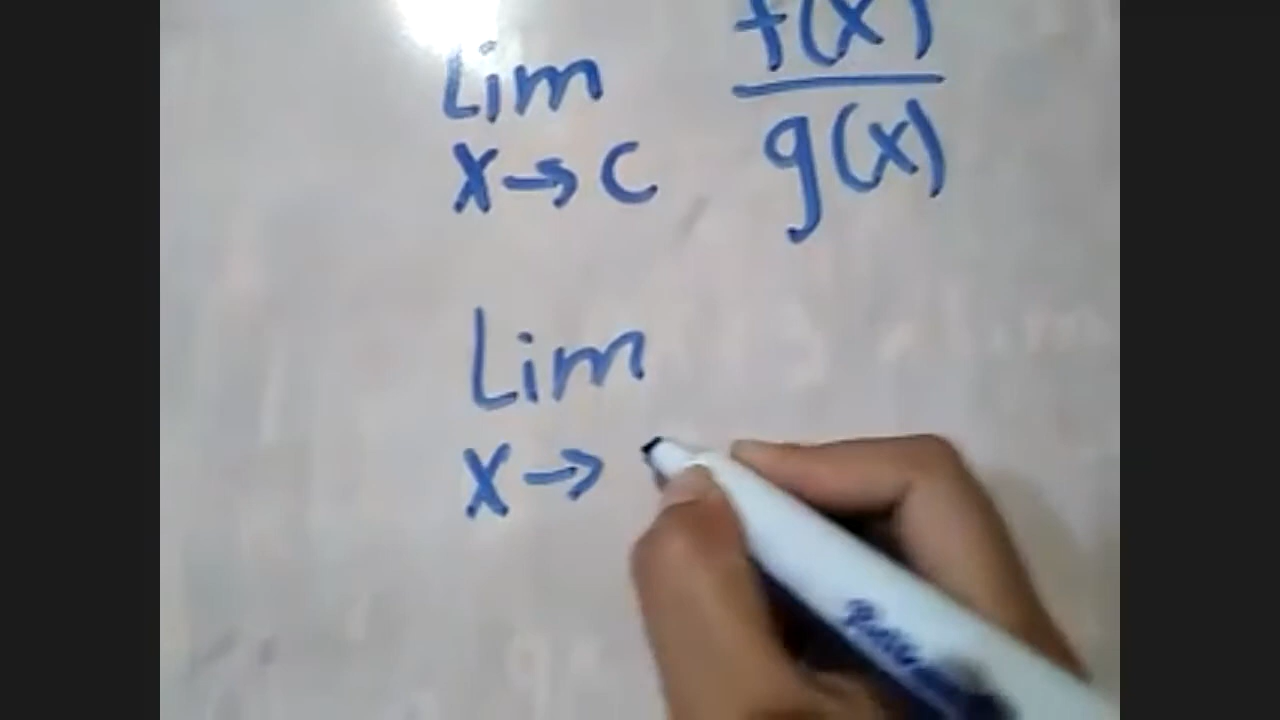 Lim f(x)/g(x)
x→c
Lim
x→